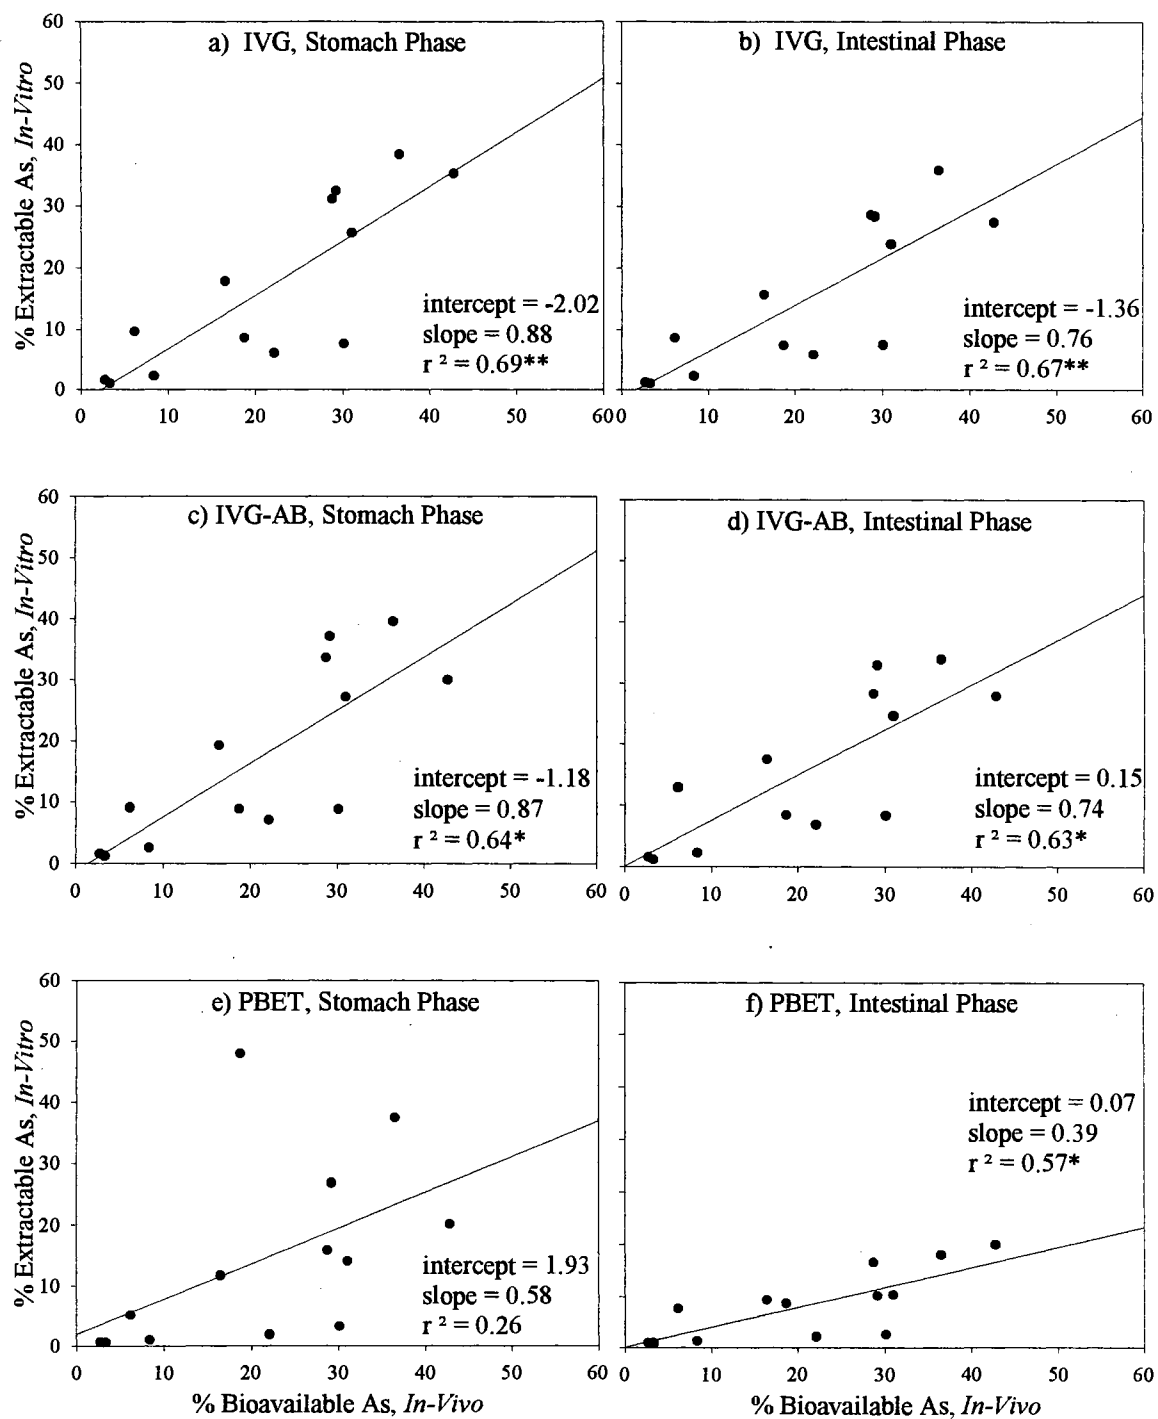 a) IVG, Stomach Phase
b) IVG, Intestinal Phase
% Extractable As, In-Vitro
60
50
40
30
20
10
0
intercept = -2.02
slope = 0.88
r ² = 0.69**
intercept = -1.36
slope = 0.76
r ² = 0.67**
0 10 20 30 40 50 60
0 10 20 30 40 50 60
c) IVG-AB, Stomach Phase
d) IVG-AB, Intestinal Phase
% Extractable As, In-Vitro
60
50
40
30
20
10
0
intercept = -1.18
slope = 0.87
r ² = 0.64*
intercept = 0.15
slope = 0.74
r ² = 0.63*
0 10 20 30 40 50 60
0 10 20 30 40 50 60
e) PBET, Stomach Phase
f) PBET, Intestinal Phase
% Extractable As, In-Vitro
60
50
40
30
20
10
0
intercept = 1.93
slope = 0.58
r ² = 0.26
intercept = 0.07
slope = 0.39
r ² = 0.57*
0 10 20 30 40 50 60
0 10 20 30 40 50 60
% Bioavailable As, In-Vivo
% Bioavailable As, In-Vivo